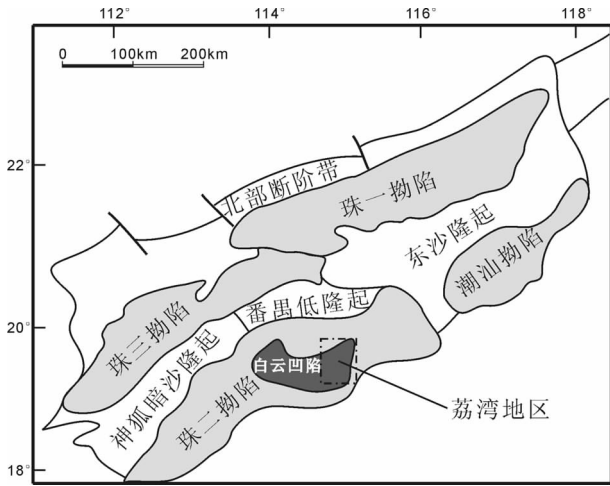 112°
114°
116°
118°
0
100km
200km
22°
20°
18°
北部断阶带
珠一拗陷
东沙隆起
潮汕拗陷
番禺低隆起
珠三拗陷
神狐暗沙隆起
白云凹陷
珠二拗陷
荔湾地区